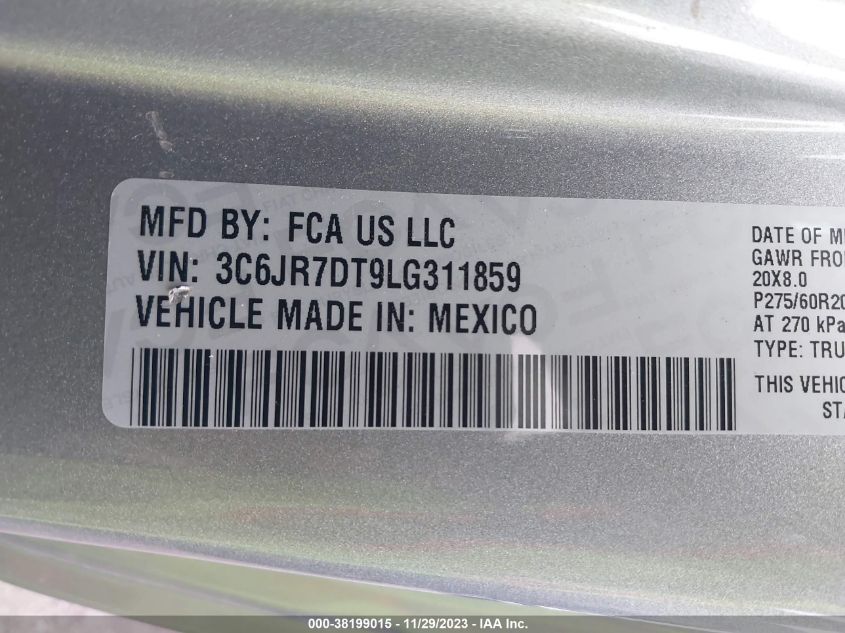 MFD BY: FCA US LLC
VIN: 3C6JR7DT9LG311859
VEHICLE MADE IN: MEXICO
DATE OF M
GAWR FRO
20X8.0
P275/60R20
AT 270 kPa
TYPE: TRU
THIS VEHIC
STA
000-38199015 - 11/29/2023 - IAA Inc.